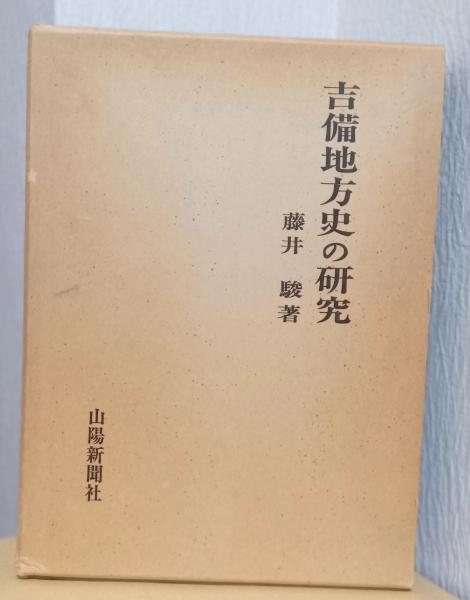 吉備地方史の研究
藤井 駿著
山陽新聞社